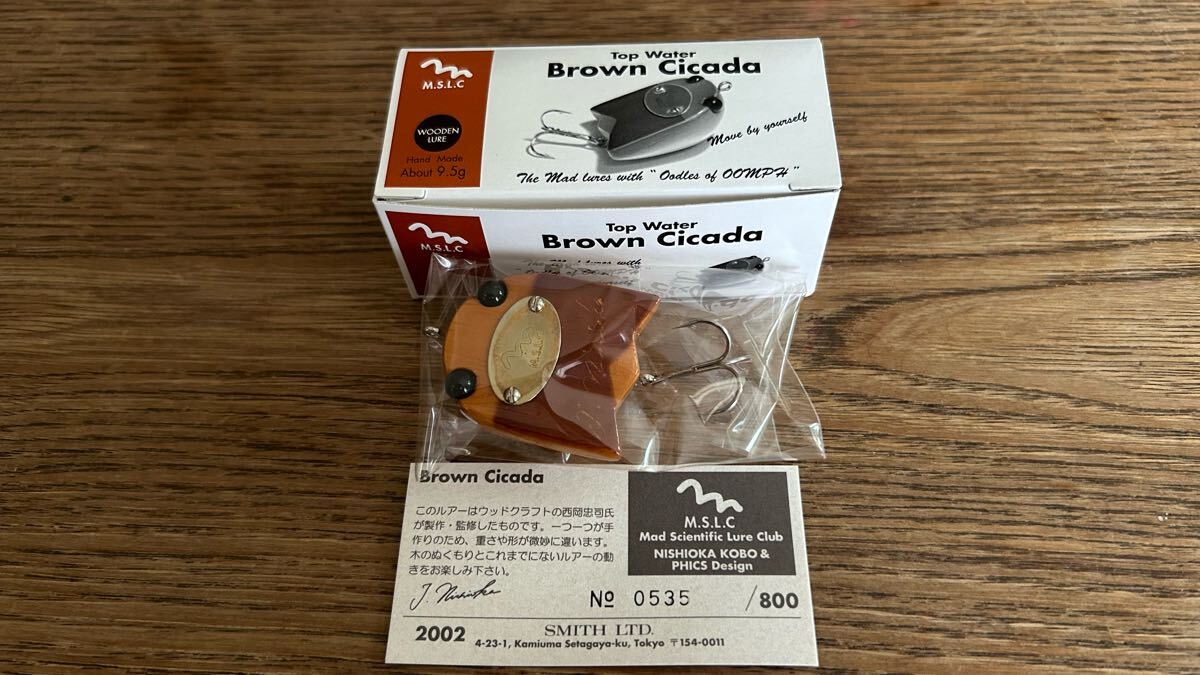 M.S.L.C
WOODEN
LURE
Hand Made
About 9.5g
Top Water
Brown Cicada
Move by yourself
The Mad lures with "Oodles of OOMPH"
M.S.L.C
Top Water
Brown Cicada
M.S.L.C
Brown Cicada
このルアーはウッドクラフトの西岡忠司氏
が製作・監修したものです。一つ一つが手
作りのため、重さや形が微妙に違います。
木のぬくもりとこれまでにないルアーの動
きをお楽しみ下さい。
M.S.L.C
Mad Scientific Lure Club
NISHIOKA KOBO &
PHICS Design
№ 0535 /800
2002
SMITH LTD.
4-23-1, Kamiuma Setagaya-ku, Tokyo 〒154-0011